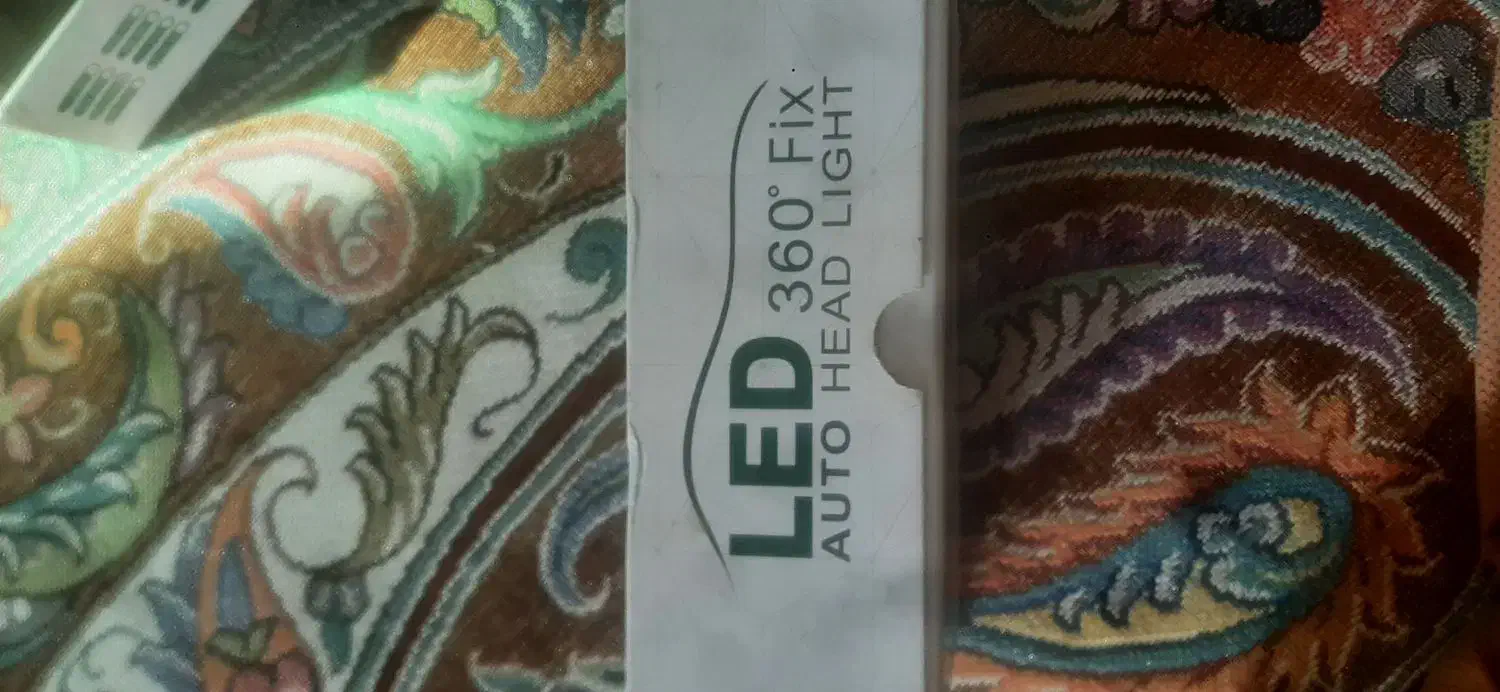 LED 360° Fix
AUTO HEAD LIGHT